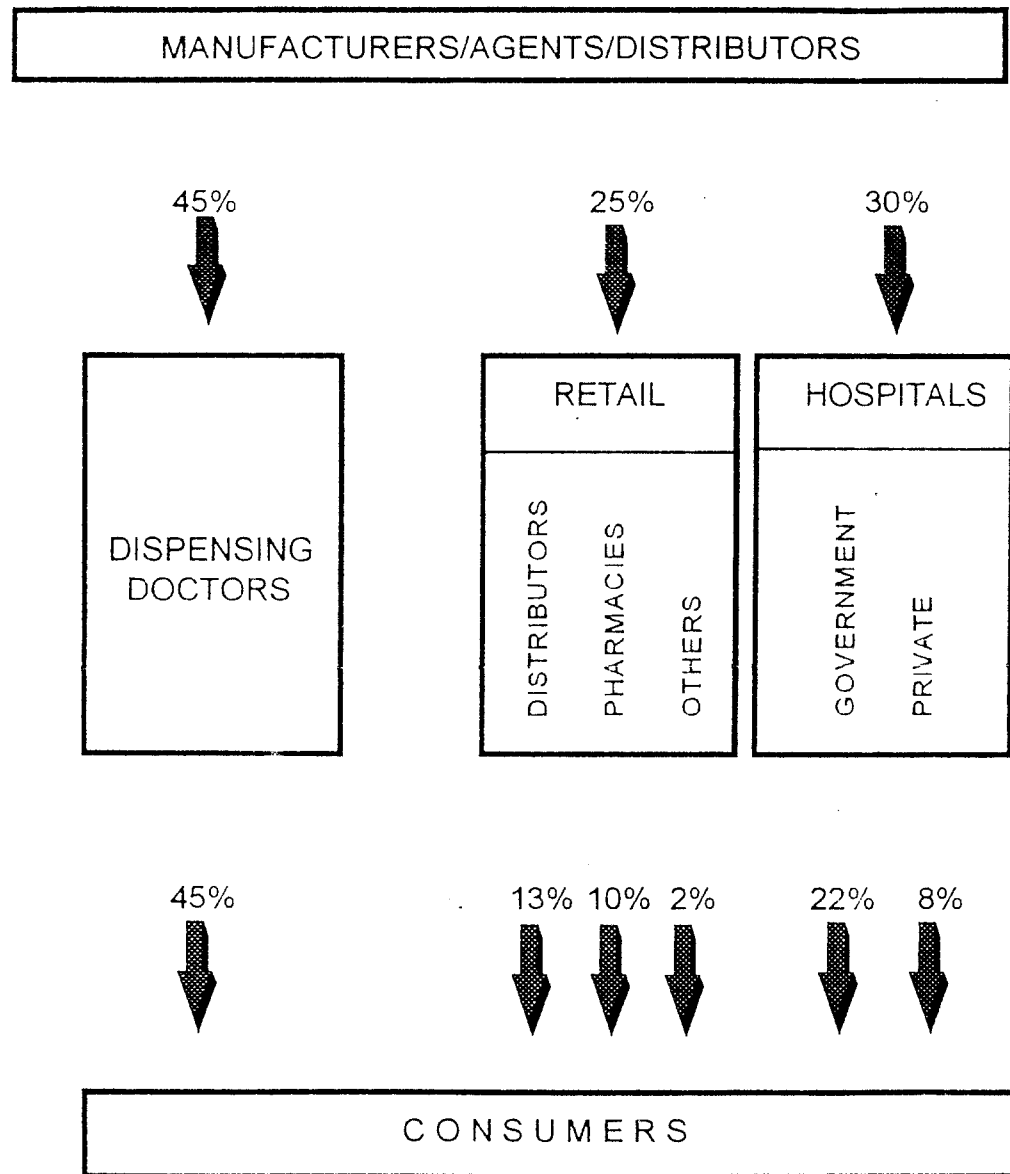 MANUFACTURERS/AGENTS/DISTRIBUTORS
45%
25%
30%
DISPENSING
DOCTORS
RETAIL
DISTRIBUTORS
PHARMACIES
OTHERS
HOSPITALS
GOVERNMENT
PRIVATE
45%
13%
10%
2%
22%
8%
CONSUMERS